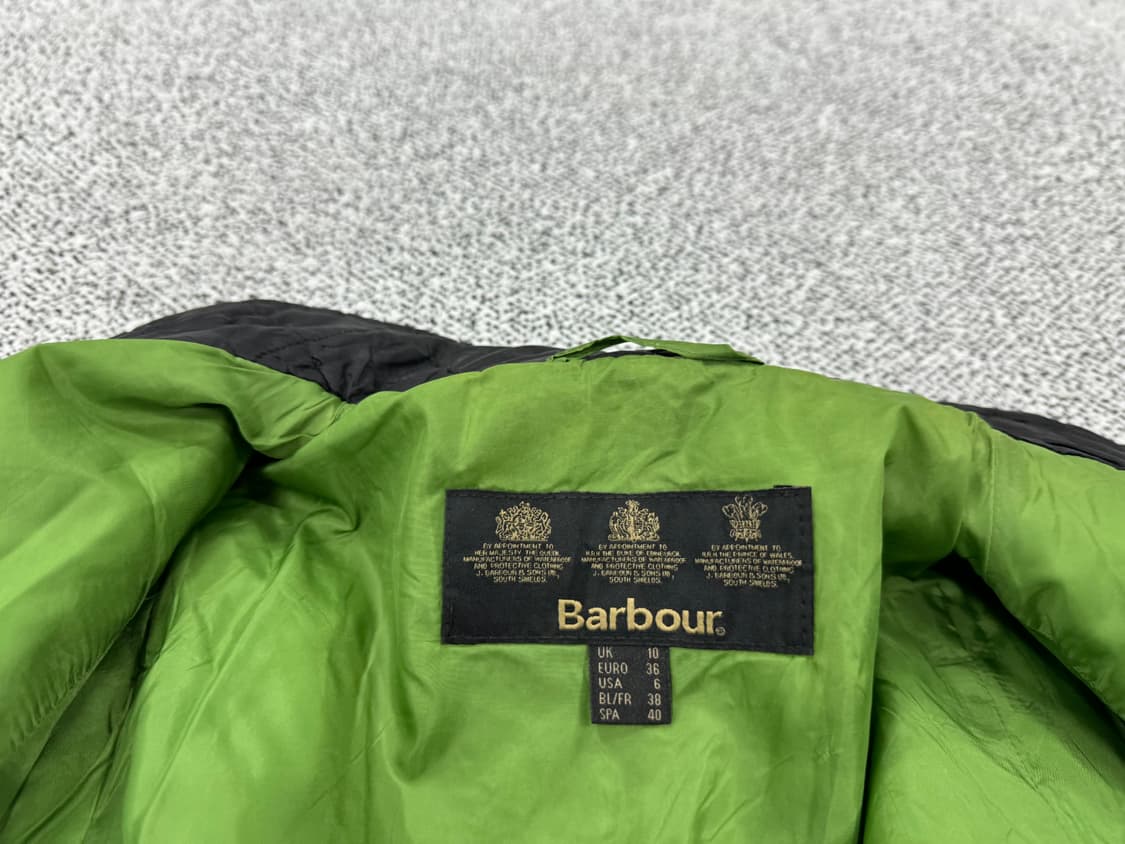 BY APPOINTMENT TO
HER MAJESTY THE QUEEN
MANUFACTURERS OF WATERPROOF
AND PROTECTIVE CLOTHING
J. BARBOUR & SONS LTD,
SOUTH SHIELDS.
BY APPOINTMENT TO
H.R.H THE DUKE OF EDINBURGH,
MANUFACTURERS OF WATERPROOF
AND PROTECTIVE CLOTHING
J. BARBOUR & SONS LTD,
SOUTH SHIELDS.
BY APPOINTMENT TO
H.R.H THE PRINCE OF WALES,
MANUFACTURERS OF WATERPROOF
AND PROTECTIVE CLOTHING
J. BARBOUR & SONS LTD,
SOUTH SHIELDS.
Barbour®
UK 10
EURO 36
USA 6
BL/FR 38
SPA 40